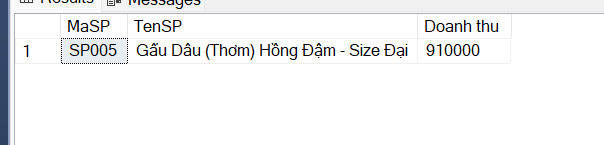 Results Messages
MaSP TenSP Doanh thu
1 SP005 Gấu Dâu (Thơm) Hồng Đậm - Size Đại 910000